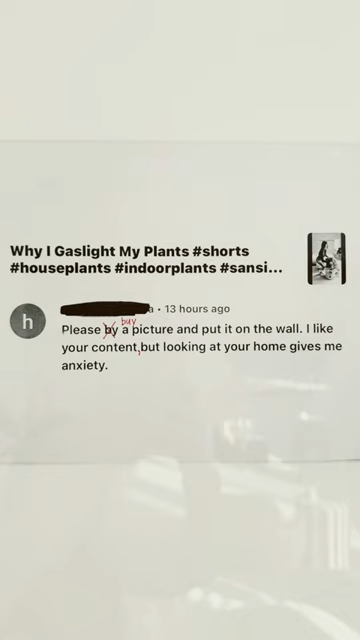 Why I Gaslight My Plants #shorts
#houseplants #indoorplants #sansi...
h
a • 13 hours ago
buy
Please by a picture and put it on the wall. I like
your content,but looking at your home gives me
anxiety.